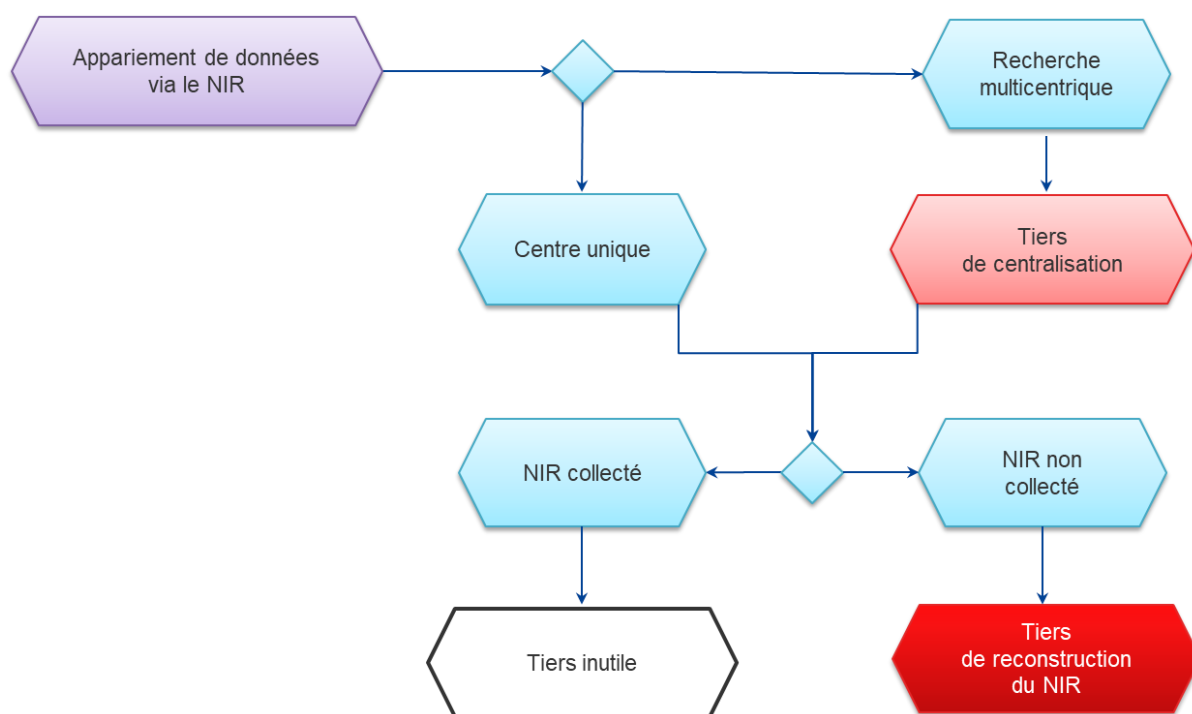 Appariement de données
via le NIR
Recherche
multicentrique
Centre unique
Tiers
de centralisation
NIR collecté
NIR non
collecté
Tiers inutile
Tiers
de reconstruction
du NIR